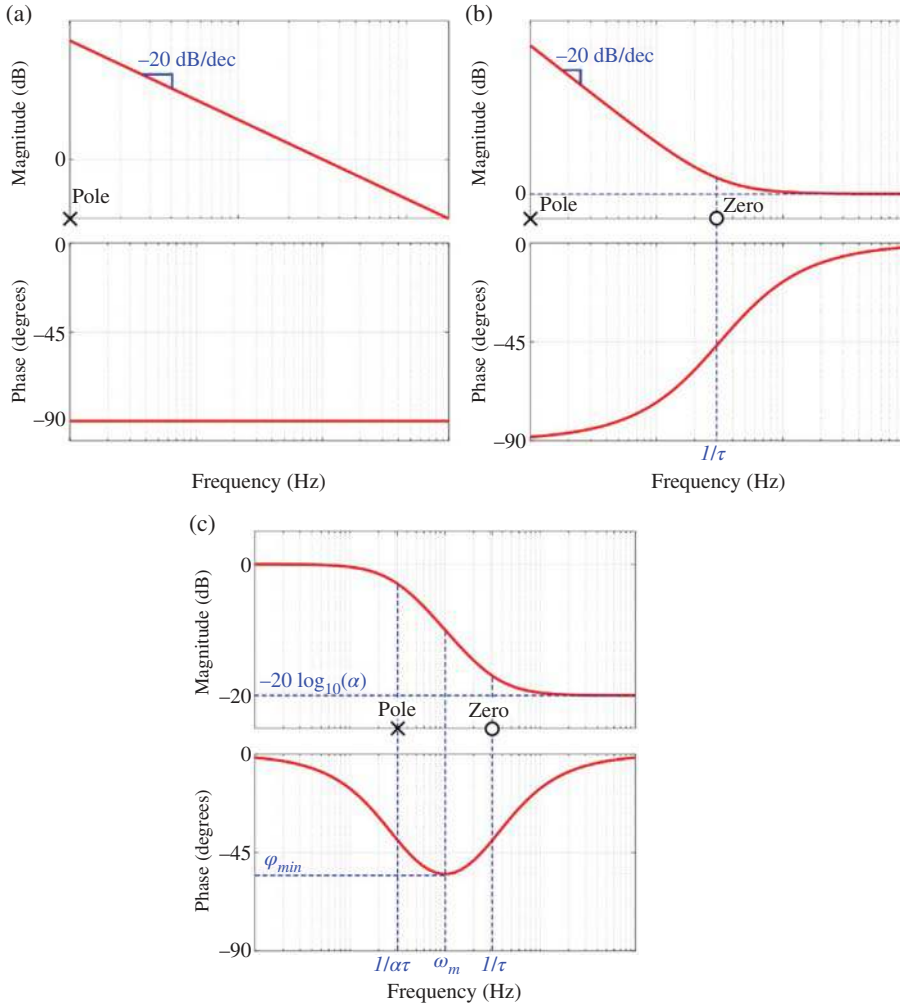 (a)
Magnitude (dB)
–20 dB/dec
0
Pole
Phase (degrees)
0
–45
–90
Frequency (Hz)
(b)
Magnitude (dB)
–20 dB/dec
0
Pole
Zero
Phase (degrees)
0
–45
–90
1/τ
Frequency (Hz)
(c)
Magnitude (dB)
0
–20 log₁₀(α)
–20
Pole
Zero
Phase (degrees)
0
–45
φ_min
–90
1/ατ
ω_m
1/τ
Frequency (Hz)